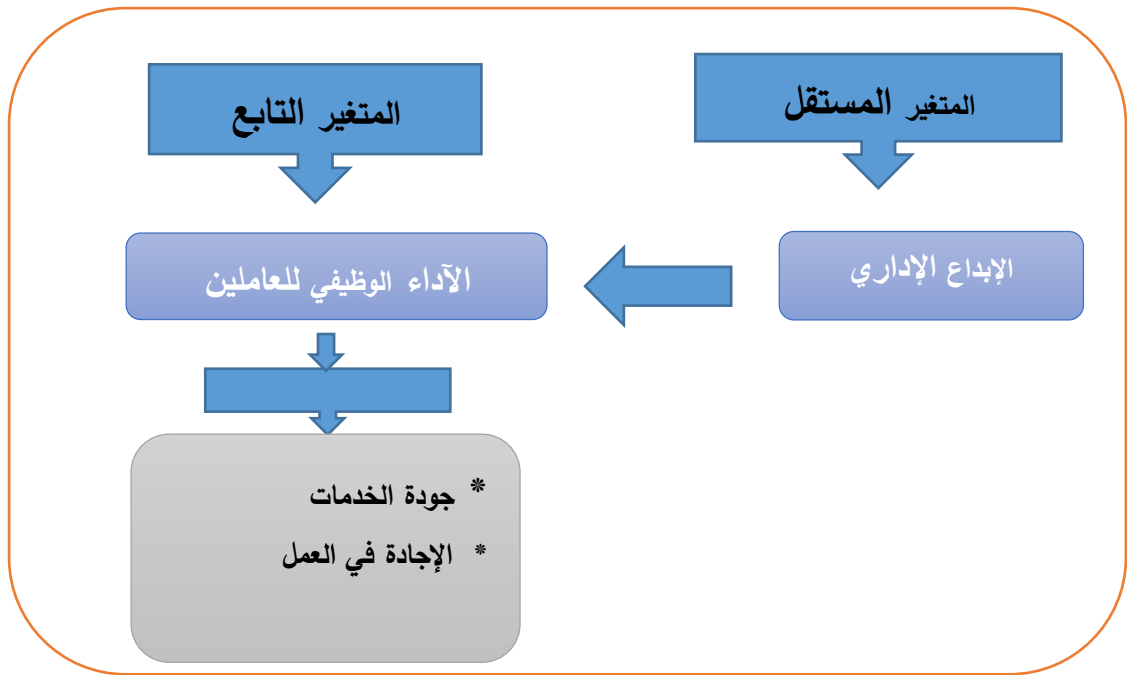 المتغير المستقل
المتغير التابع
الإبداع الإداري
الآداء الوظيفي للعاملين
* جودة الخدمات
* الإجادة في العمل